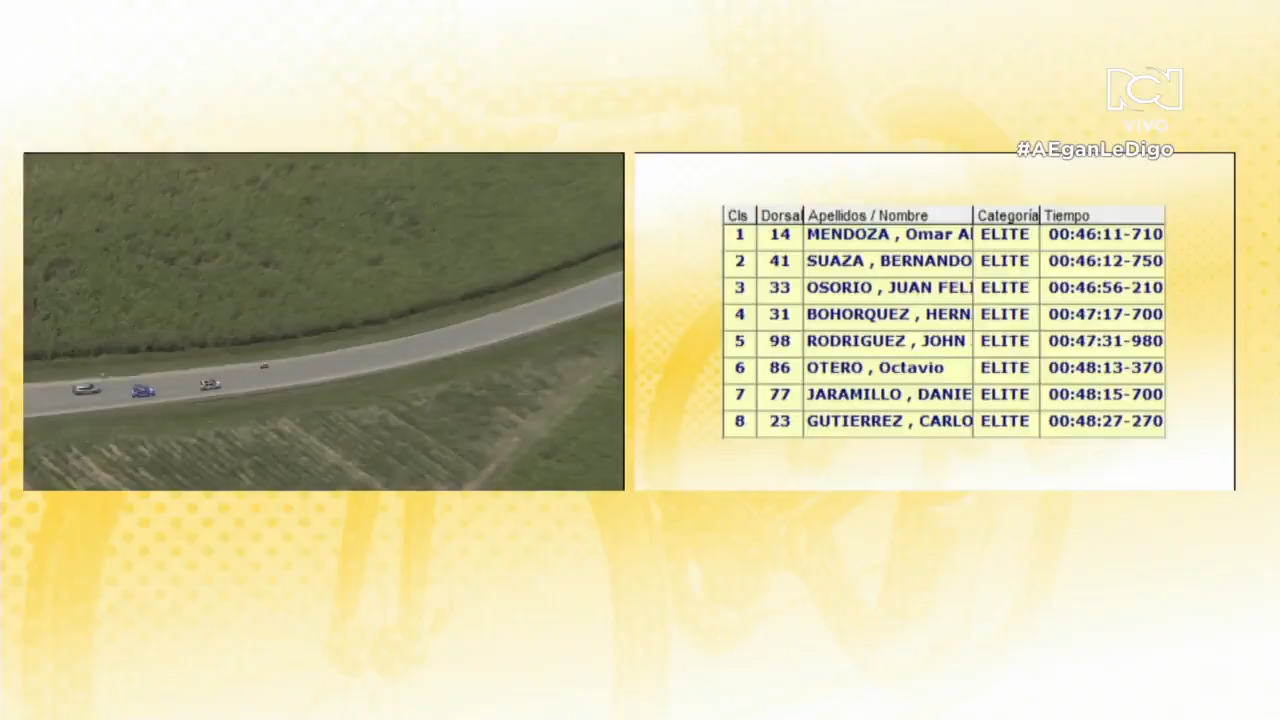 RCN
VIVO
#AEganLeDigo
Cls Dorsal Apellidos / Nombre Categoría Tiempo
1 14 MENDOZA , Omar Al ELITE 00:46:11-710
2 41 SUAZA , BERNANDO ELITE 00:46:12-750
3 33 OSORIO , JUAN FELI ELITE 00:46:56-210
4 31 BOHORQUEZ , HERN ELITE 00:47:17-700
5 98 RODRIGUEZ , JOHN ELITE 00:47:31-980
6 86 OTERO , Octavio ELITE 00:48:13-370
7 77 JARAMILLO , DANIE ELITE 00:48:15-700
8 23 GUTIERREZ , CARLO ELITE 00:48:27-270